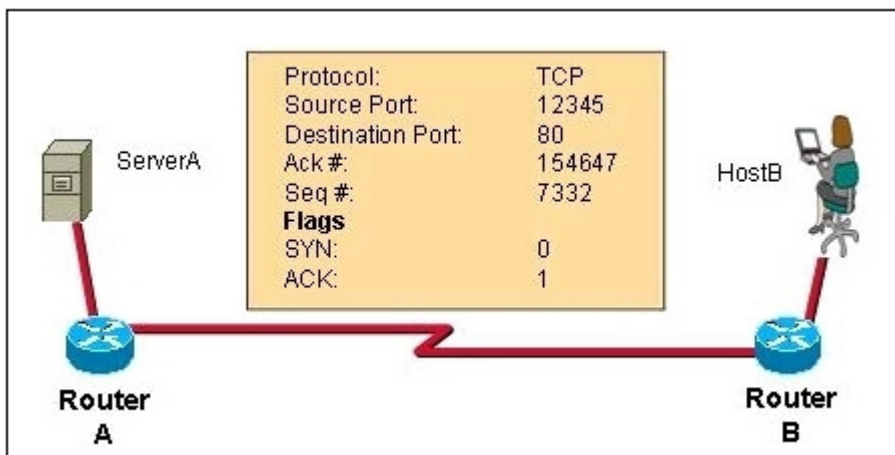 Protocol: TCP
Source Port: 12345
Destination Port: 80
Ack #: 154647
Seq #: 7332
Flags
SYN: 0
ACK: 1
ServerA
HostB
Router
A
Router
B